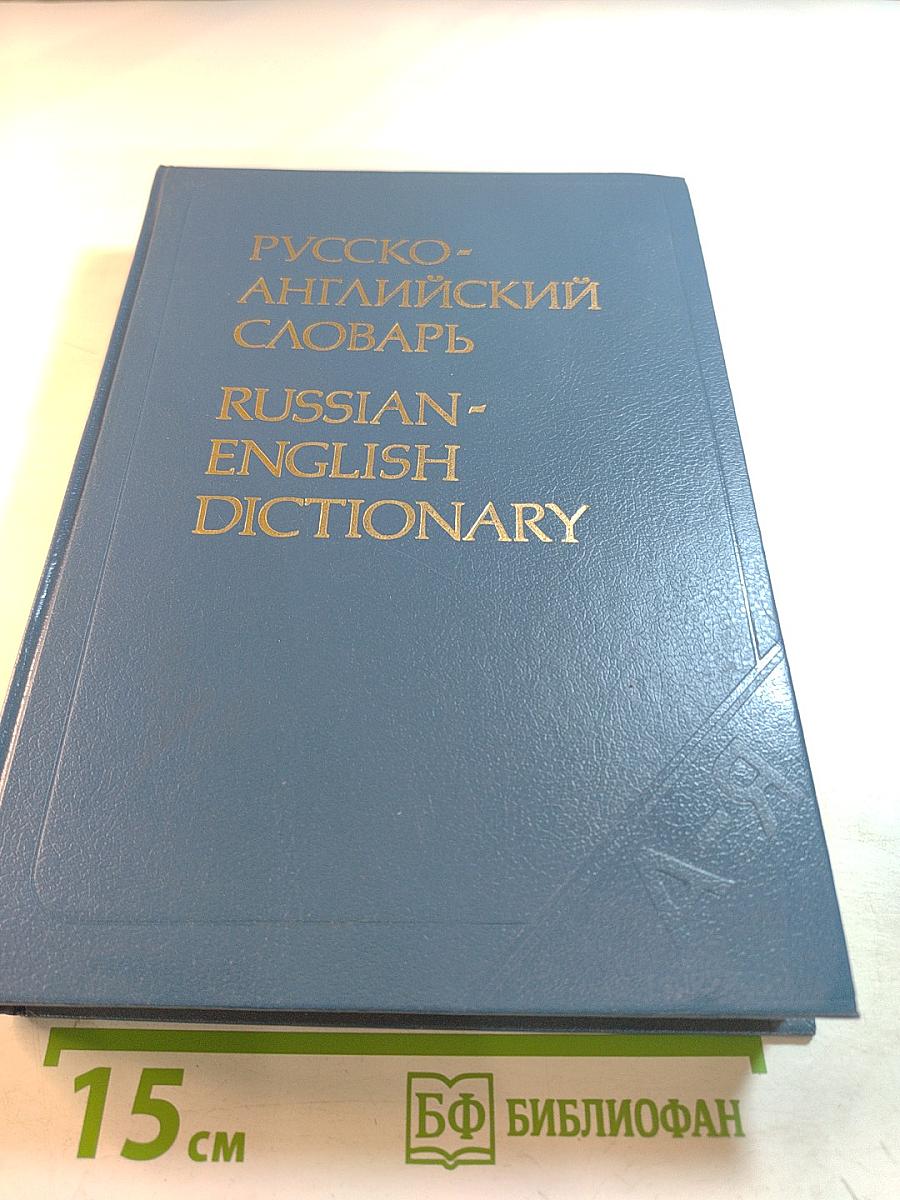 РУССКО-
АНГЛИЙСКИЙ
СЛОВАРЬ
RUSSIAN-
ENGLISH
DICTIONARY
А-Я
15 см
БФ БИБЛИОФАН